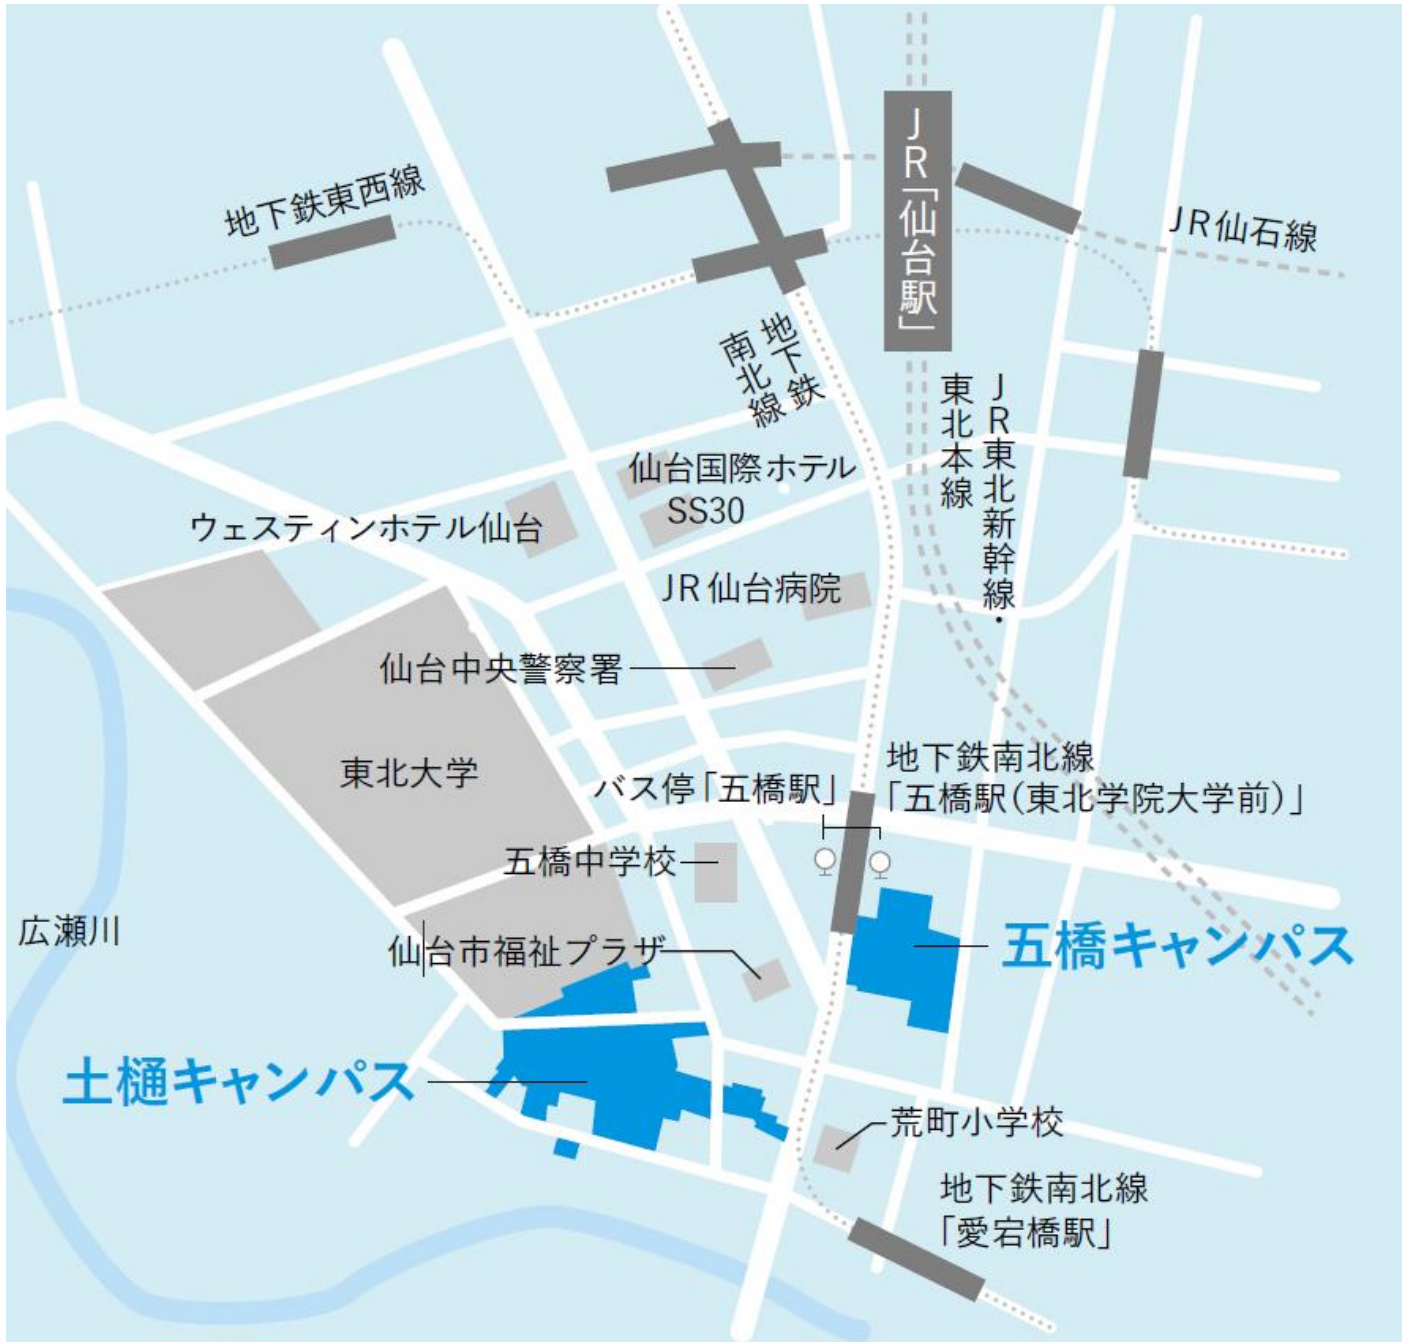 JR「仙台駅」
地下鉄東西線
JR仙石線
地下鉄
南北線
JR東北新幹線・
東北本線
仙台国際ホテル
SS30
ウェスティンホテル仙台
JR仙台病院
仙台中央警察署
東北大学
バス停「五橋駅」
地下鉄南北線
「五橋駅(東北学院大学前)」
五橋中学校
広瀬川
仙台市福祉プラザ
五橋キャンパス
土樋キャンパス
荒町小学校
地下鉄南北線
「愛宕橋駅」